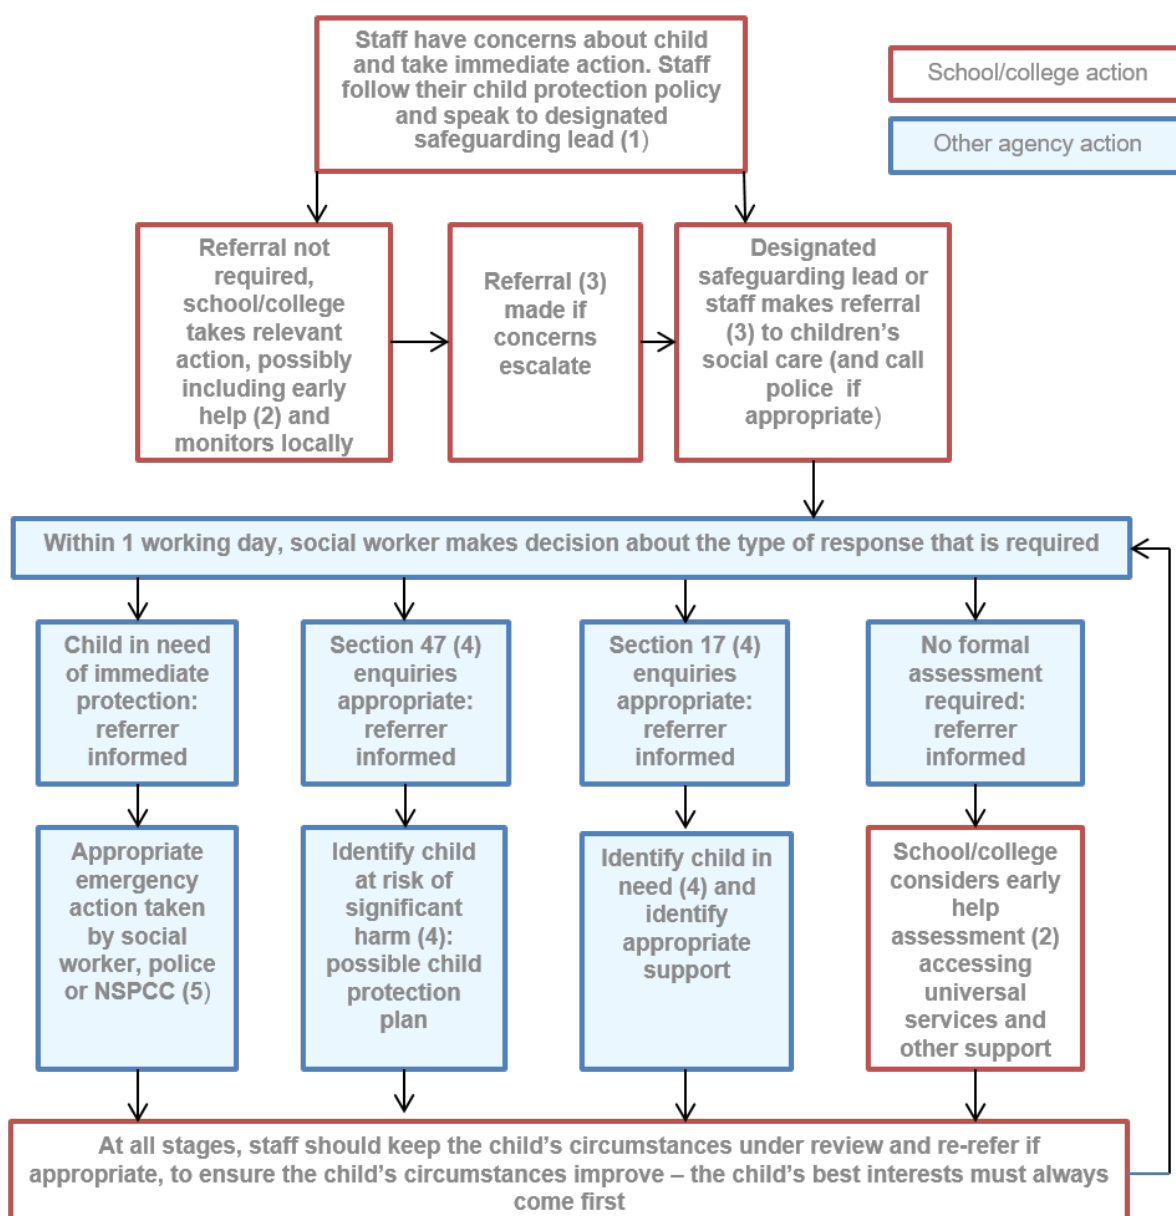 Staff have concerns about child
and take immediate action. Staff
follow their child protection policy
and speak to designated
safeguarding lead (1)
School/college action
Other agency action
Referral not
required,
school/college
takes relevant
action, possibly
including early
help (2) and
monitors locally
Referral (3)
made if
concerns
escalate
Designated
safeguarding lead or
staff makes referral
(3) to children’s
social care (and call
police if
appropriate)
Within 1 working day, social worker makes decision about the type of response that is required
Child in need
of immediate
protection:
referrer
informed
Section 47 (4)
enquiries
appropriate:
referrer
informed
Section 17 (4)
enquiries
appropriate:
referrer
informed
No formal
assessment
required:
referrer
informed
Appropriate
emergency
action taken
by social
worker, police
or NSPCC (5)
Identify child
at risk of
significant
harm (4):
possible child
protection
plan
Identify child in
need (4) and
identify
appropriate
support
School/college
considers early
help
assessment (2)
accessing
universal
services and
other support
At all stages, staff should keep the child’s circumstances under review and re-refer if
appropriate, to ensure the child’s circumstances improve – the child’s best interests must always
come first